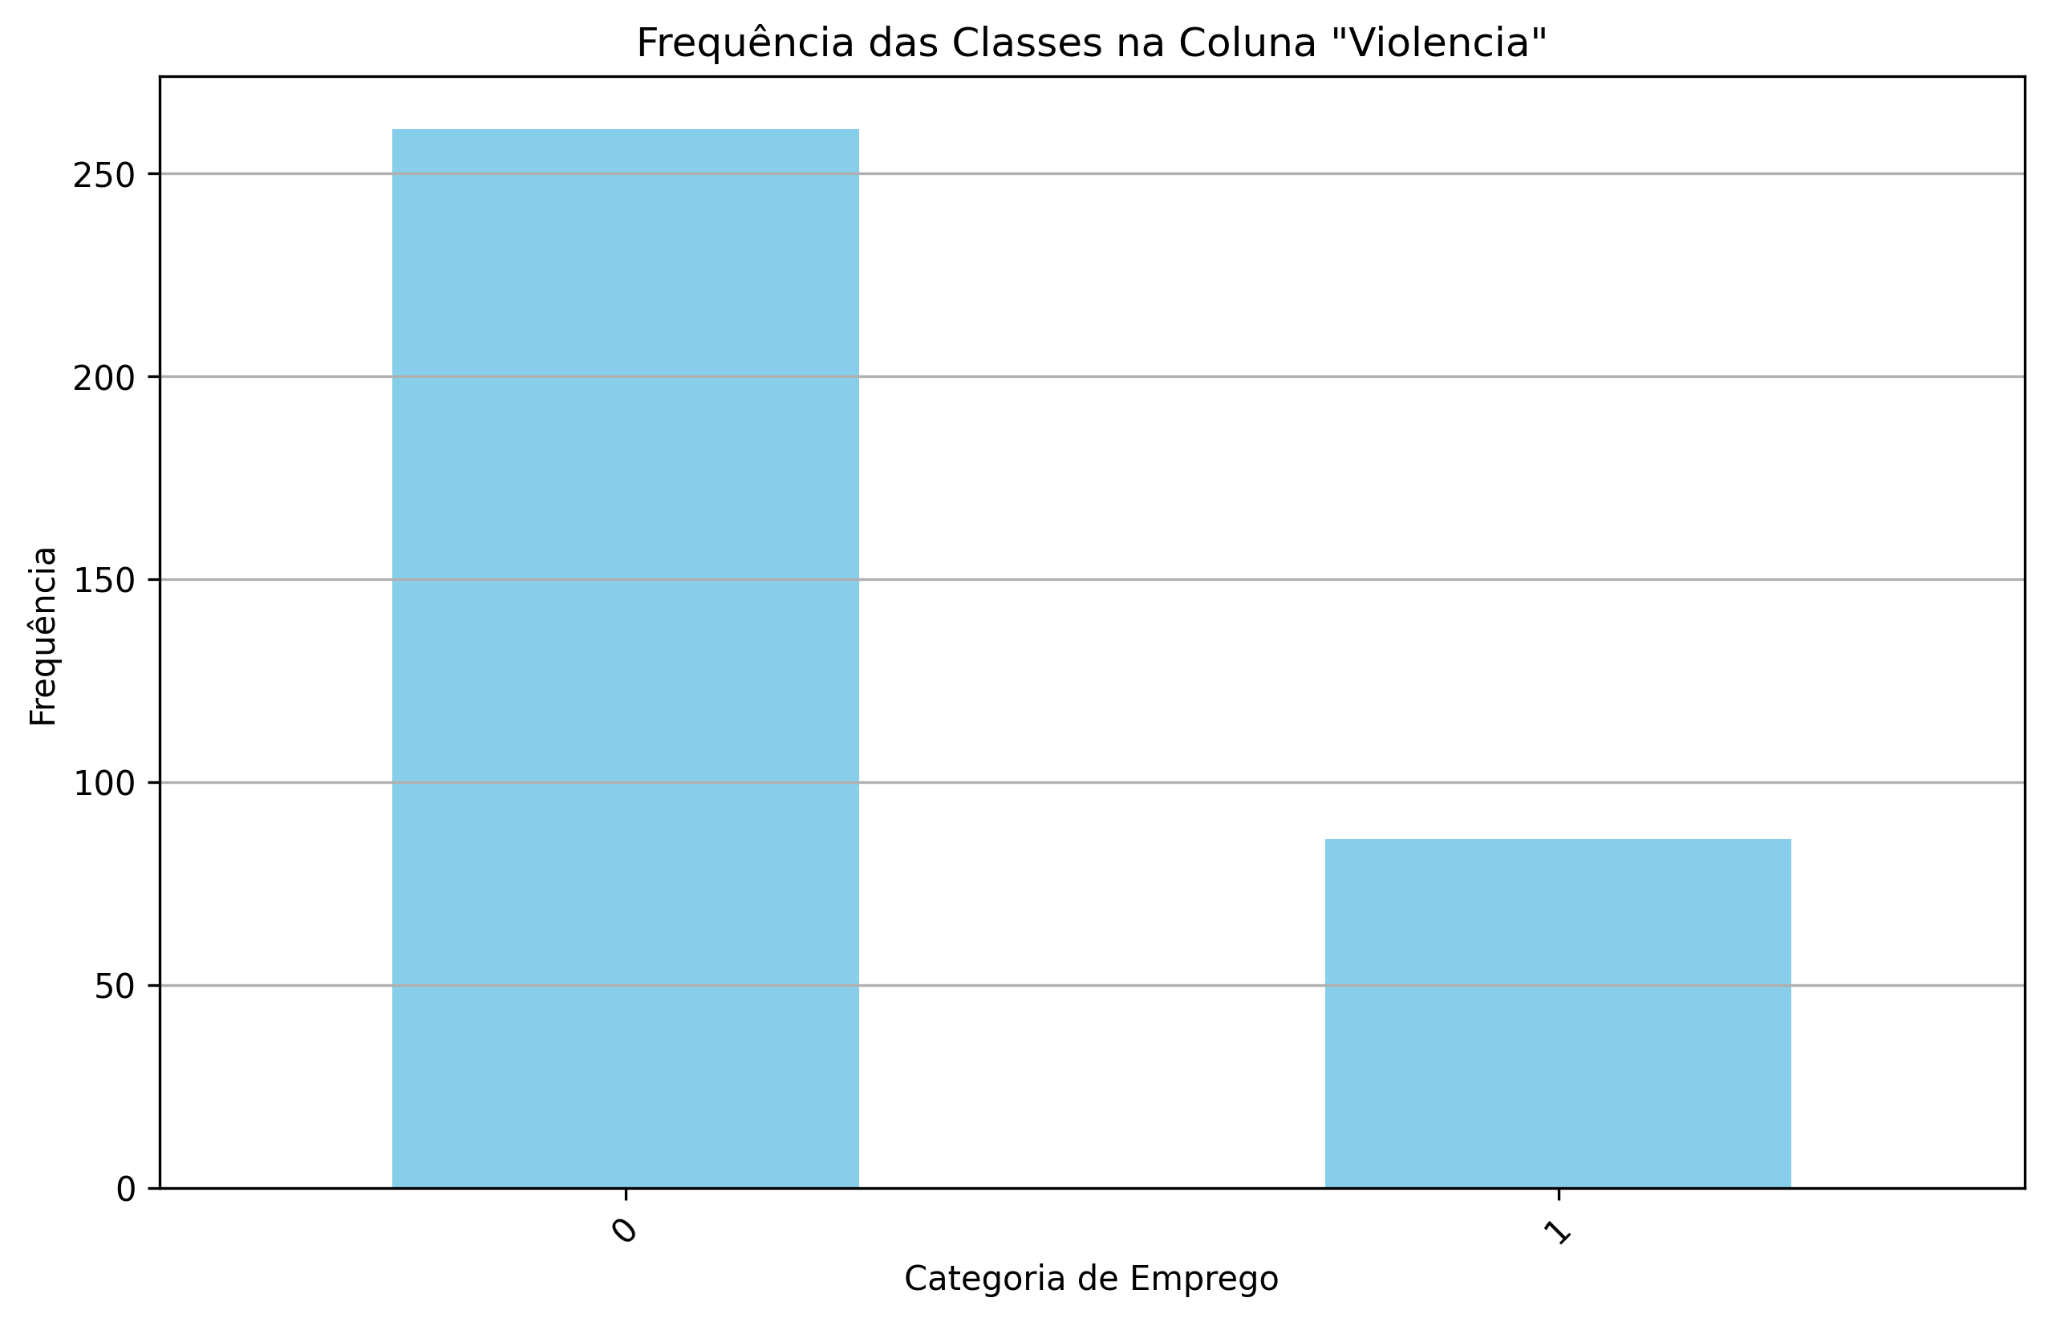 Frequência das Classes na Coluna "Violencia"
Frequência
250
200
150
100
50
0
0
1
Categoria de Emprego